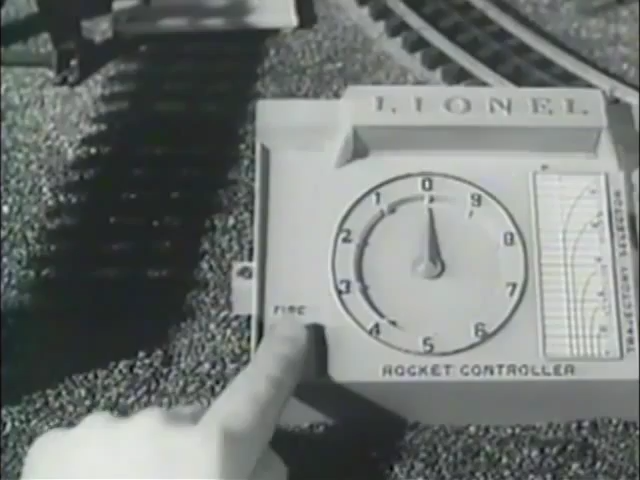 LIONEL
0
1
9
2
8
3
7
FIRE
4
6
5
ROCKET CONTROLLER
TRAJECTORY SELECTOR